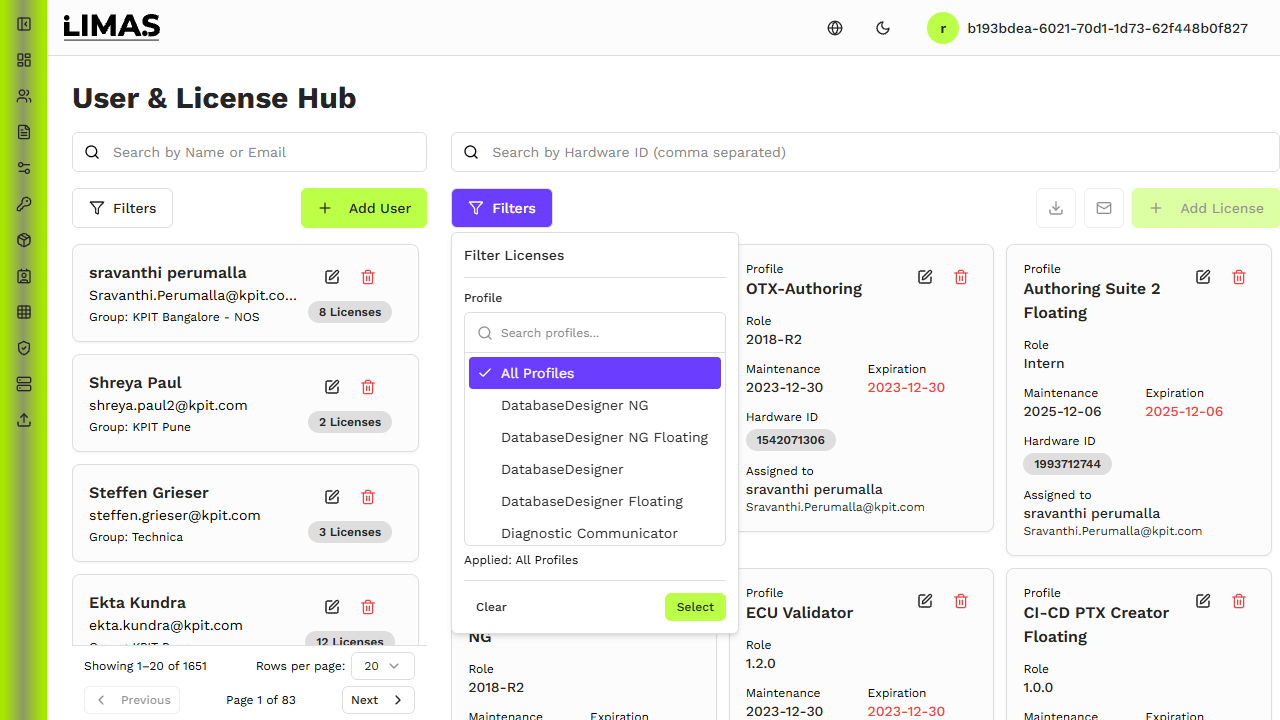 LIMAS
r
b193bdea-6021-70d1-1d73-62f448b0f827
User & License Hub
Search by Name or Email
Filters
Add User
sravanthi perumalla
Sravanthi.Perumalla@kpit.co...
Group: KPIT Bangalore - NOS
8 Licenses
Shreya Paul
shreya.paul2@kpit.com
Group: KPIT Pune
2 Licenses
Steffen Grieser
steffen.grieser@kpit.com
Group: Technica
3 Licenses
Ekta Kundra
ekta.kundra@kpit.com
12 Licenses
Showing 1–20 of 1651
Rows per page:
20
Previous
Page 1 of 83
Next
Search by Hardware ID (comma separated)
Filters
Add License
Filter Licenses
Profile
Search profiles...
All Profiles
DatabaseDesigner NG
DatabaseDesigner NG Floating
DatabaseDesigner
DatabaseDesigner Floating
Diagnostic Communicator
Applied: All Profiles
Clear
Select
Profile
OTX-Authoring
Role
2018-R2
Maintenance
2023-12-30
Expiration
2023-12-30
Hardware ID
1542071306
Assigned to
sravanthi perumalla
Sravanthi.Perumalla@kpit.com
Profile
Authoring Suite 2
Floating
Role
Intern
Maintenance
2025-12-06
Expiration
2025-12-06
Hardware ID
1993712744
Assigned to
sravanthi perumalla
Sravanthi.Perumalla@kpit.com
NG
Role
2018-R2
Maintenance
Expiration
Profile
ECU Validator
Role
1.2.0
Maintenance
2023-12-30
Expiration
2023-12-30
Profile
CI-CD PTX Creator
Floating
Role
1.0.0
Maintenance
Expiration